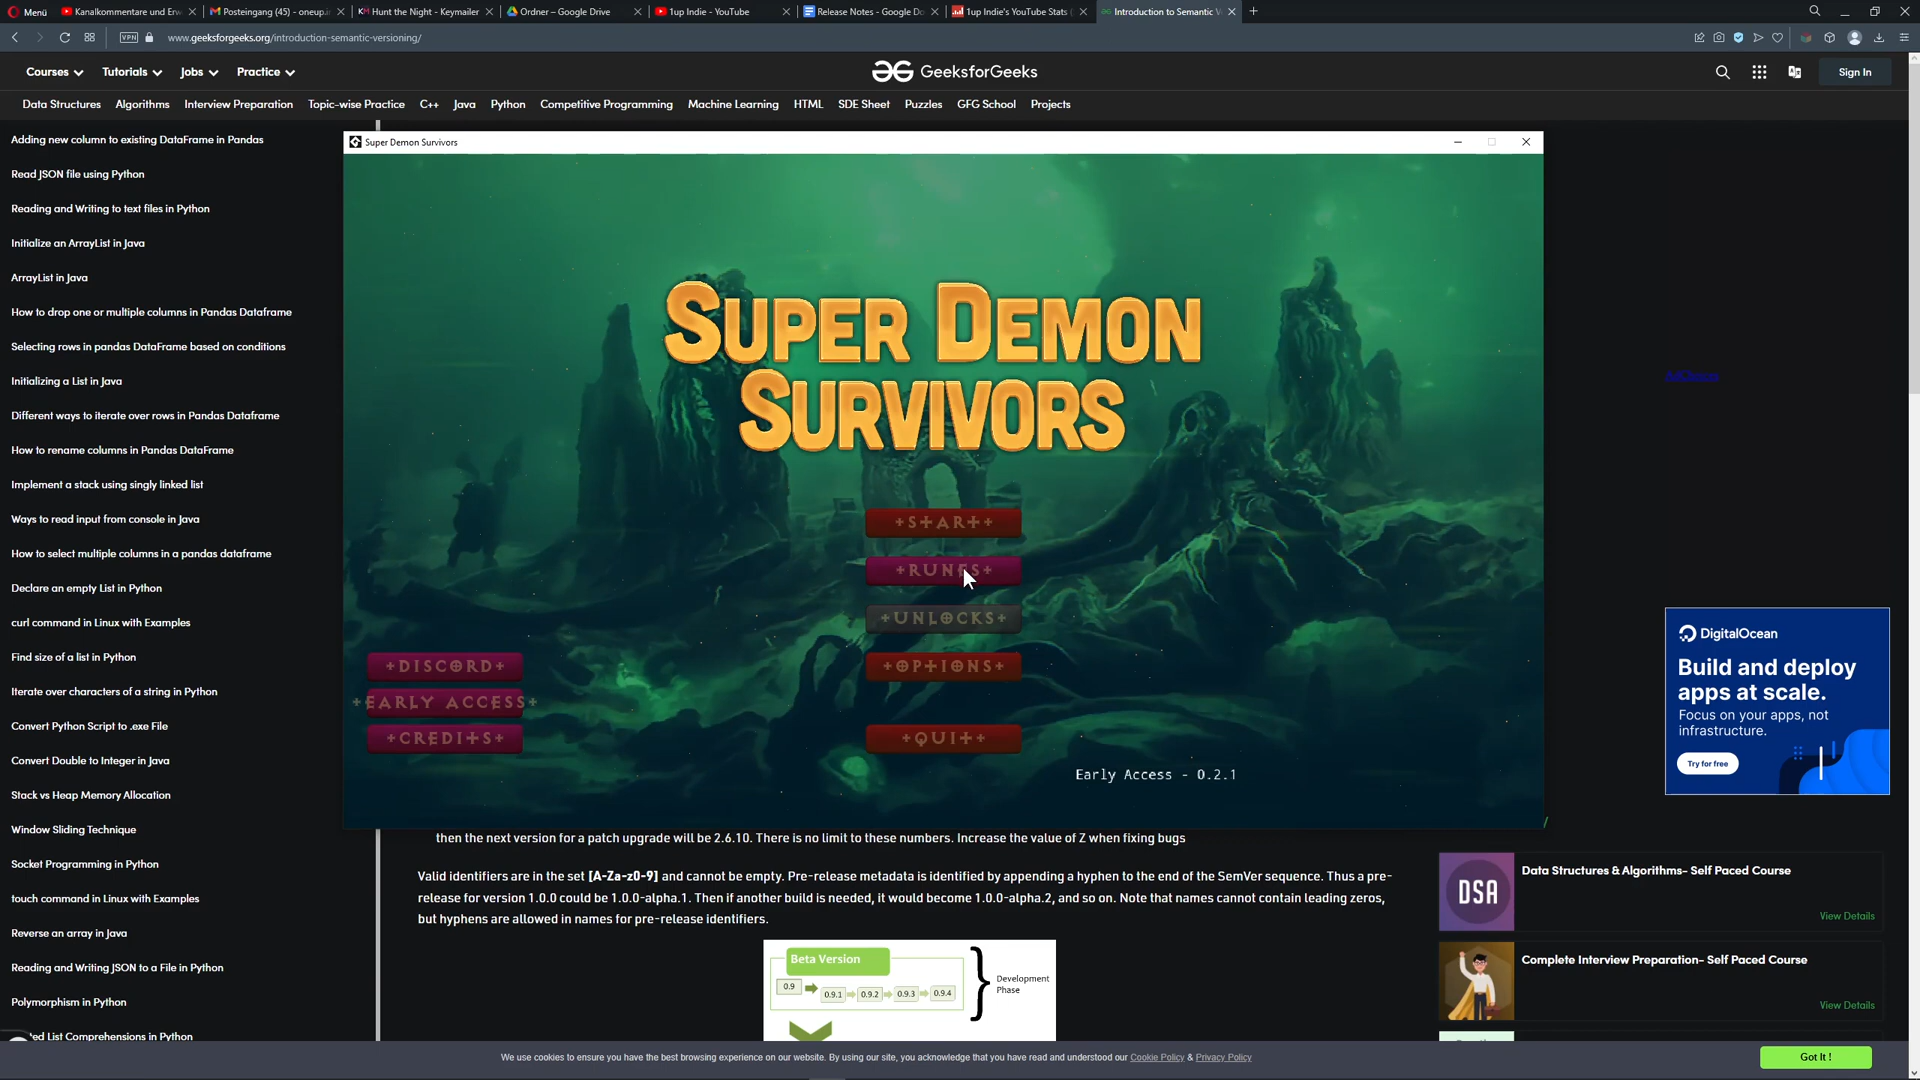 Menü
Kanalkommentare und Erw
Posteingang (45) - oneup.in
Hunt the Night - Keymailer
Ordner – Google Drive
1up Indie - YouTube
Release Notes - Google Do
1up Indie's YouTube Stats (
Introduction to Semantic V
VPN
www.geeksforgeeks.org/introduction-semantic-versioning/
Courses
Tutorials
Jobs
Practice
GeeksforGeeks
Sign In
Data Structures
Algorithms
Interview Preparation
Topic-wise Practice
C++
Java
Python
Competitive Programming
Machine Learning
HTML
SDE Sheet
Puzzles
GFG School
Projects
Adding new column to existing DataFrame in Pandas
Read JSON file using Python
Reading and Writing to text files in Python
Initialize an ArrayList in Java
ArrayList in Java
How to drop one or multiple columns in Pandas Dataframe
Selecting rows in pandas DataFrame based on conditions
Initializing a List in Java
Different ways to iterate over rows in Pandas Dataframe
How to rename columns in Pandas DataFrame
Implement a stack using singly linked list
Ways to read input from console in Java
How to select multiple columns in a pandas dataframe
Declare an empty List in Python
curl command in Linux with Examples
Find size of a list in Python
Iterate over characters of a string in Python
Convert Python Script to .exe File
Convert Double to Integer in Java
Stack vs Heap Memory Allocation
Window Sliding Technique
Socket Programming in Python
touch command in Linux with Examples
Reverse an array in Java
Reading and Writing JSON to a File in Python
Polymorphism in Python
ed List Comprehensions in Python
Super Demon Survivors
SUPER DEMON
SURVIVORS
+START+
+RUNES+
+UNLOCKS+
+OPTIONS+
+QUIT+
+DISCORD+
+EARLY ACCESS+
+CREDITS+
Early Access - 0.2.1
then the next version for a patch upgrade will be 2.6.10. There is no limit to these numbers. Increase the value of Z when fixing bugs
Valid identifiers are in the set [A-Za-z0-9] and cannot be empty. Pre-release metadata is identified by appending a hyphen to the end of the SemVer sequence. Thus a pre-
release for version 1.0.0 could be 1.0.0-alpha.1. Then if another build is needed, it would become 1.0.0-alpha.2, and so on. Note that names cannot contain leading zeros,
but hyphens are allowed in names for pre-release identifiers.
Beta Version
0.9
0.9.1
0.9.2
0.9.3
0.9.4
Development
Phase
DigitalOcean
Build and deploy
apps at scale.
Focus on your apps, not
infrastructure.
Try for free
DSA
Data Structures & Algorithms- Self Paced Course
View Details
Complete Interview Preparation- Self Paced Course
View Details
We use cookies to ensure you have the best browsing experience on our website. By using our site, you acknowledge that you have read and understood our Cookie Policy & Privacy Policy
Got It !